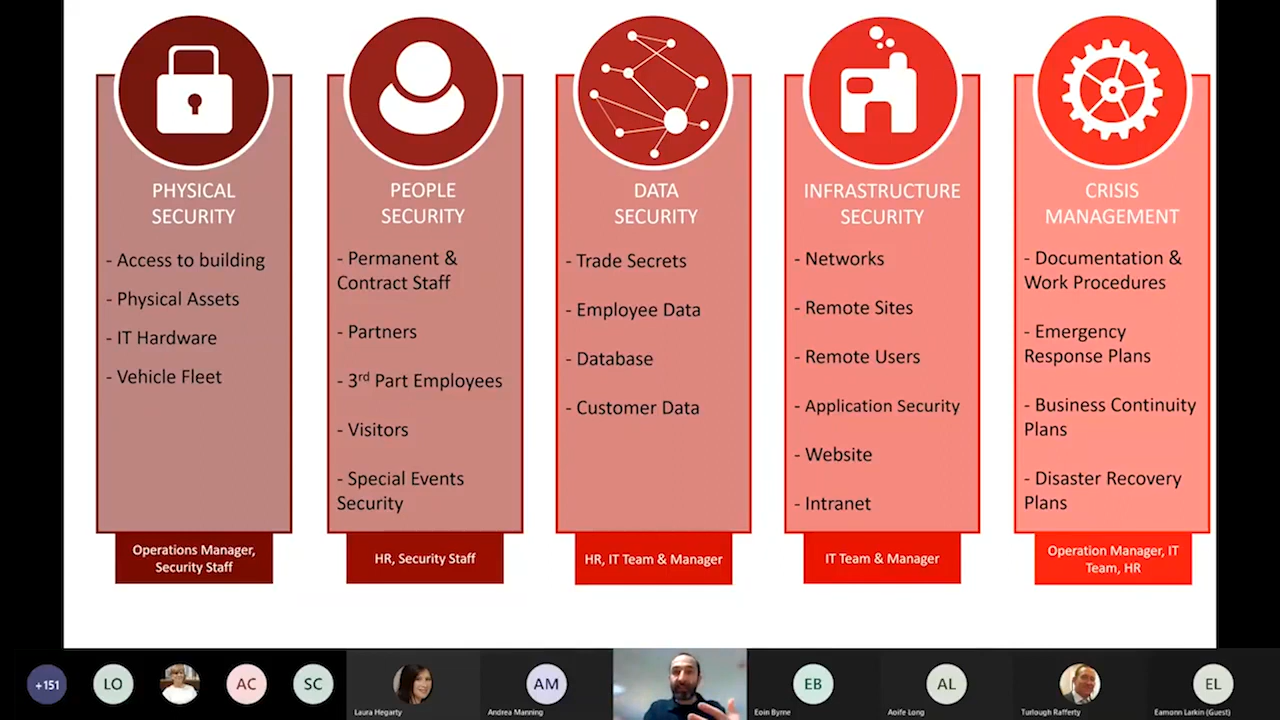 PHYSICAL
SECURITY
- Access to building
- Physical Assets
- IT Hardware
- Vehicle Fleet
Operations Manager,
Security Staff
PEOPLE
SECURITY
- Permanent &
Contract Staff
- Partners
- 3rd Part Employees
- Visitors
- Special Events
Security
HR, Security Staff
DATA
SECURITY
- Trade Secrets
- Employee Data
- Database
- Customer Data
HR, IT Team & Manager
INFRASTRUCTURE
SECURITY
- Networks
- Remote Sites
- Remote Users
- Application Security
- Website
- Intranet
IT Team & Manager
CRISIS
MANAGEMENT
- Documentation &
Work Procedures
- Emergency
Response Plans
- Business Continuity
Plans
- Disaster Recovery
Plans
Operation Manager, IT
Team, HR
+151
LO
AC
SC
Laura Hegarty
AM
Andrea Manning
EB
Eoin Byrne
AL
Aoife Long
Turlough Rafferty
EL
Eamonn Larkin (Guest)